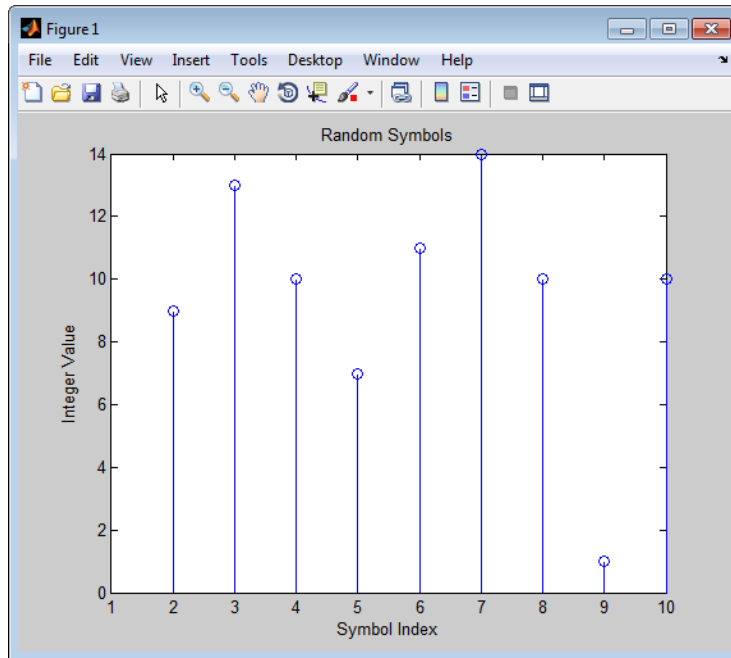 Figure 1
File Edit View Insert Tools Desktop Window Help
Random Symbols
14
12
10
8
6
4
2
0
Integer Value
1 2 3 4 5 6 7 8 9 10
Symbol Index